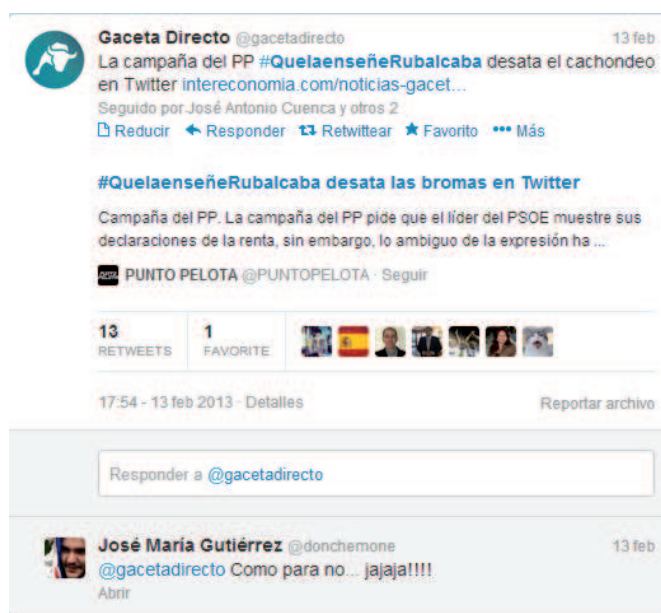 Gaceta Directo @gacetadirecto 13 feb
La campaña del PP #QuelaenseñeRubalcaba desata el cachondeo
en Twitter intereconomia.com/noticias-gacet...
Seguido por José Antonio Cuenca y otros 2
Reducir Responder Retwittear Favorito Más
#QuelaenseñeRubalcaba desata las bromas en Twitter
Campaña del PP. La campaña del PP pide que el líder del PSOE muestre sus
declaraciones de la renta, sin embargo, lo ambiguo de la expresión ha ...
PUNTO PELOTA @PUNTOPELOTA · Seguir
13 1
RETWEETS FAVORITE
17:54 - 13 feb 2013 · Detalles Reportar archivo
Responder a @gacetadirecto
José María Gutiérrez @donchemone 13 feb
@gacetadirecto Como para no... jajaja!!!!
Abrir